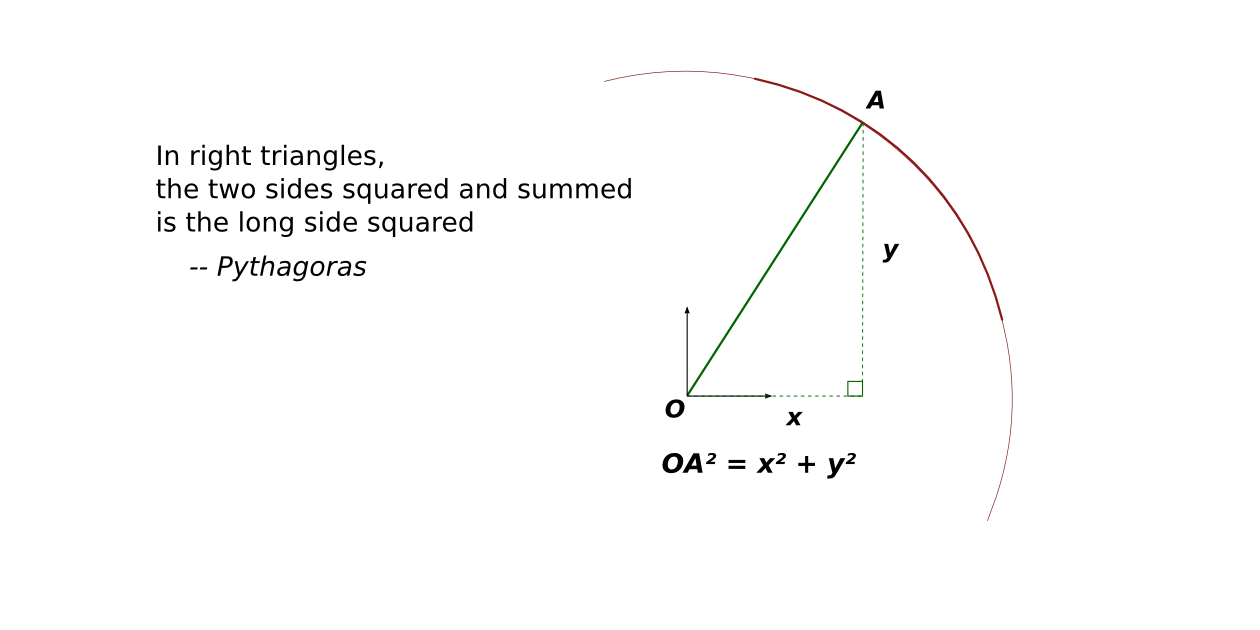 In right triangles,
the two sides squared and summed
is the long side squared
-- Pythagoras
A
y
O
x
OA² = x² + y²